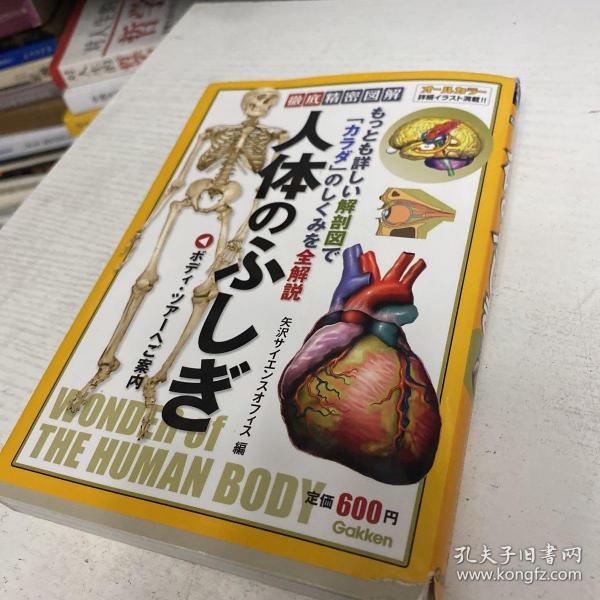 徹底精密図解
オールカラー
詳細イラスト満載!!
もっとも詳しい解剖図で
「カラダ」のしくみを全解説
人体のふしぎ
ボディ・ツアーへご案内
矢沢サイエンスオフィス 編
WONDER of
THE HUMAN BODY
定価600円
Gakken
孔夫子旧书网
www.kongfz.com